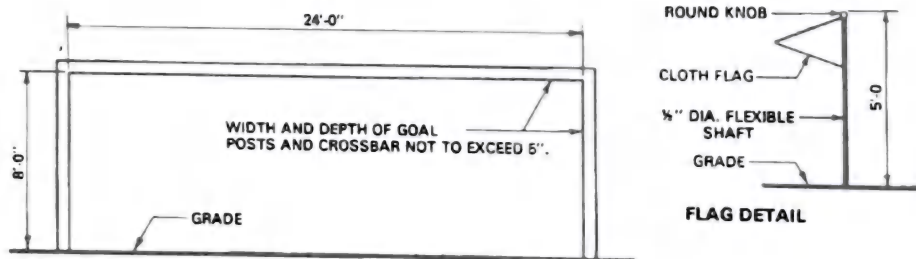 24'-0"
8'-0"
WIDTH AND DEPTH OF GOAL
POSTS AND CROSSBAR NOT TO EXCEED 5".
GRADE
ROUND KNOB
CLOTH FLAG
½" DIA. FLEXIBLE
SHAFT
GRADE
5'-0
FLAG DETAIL